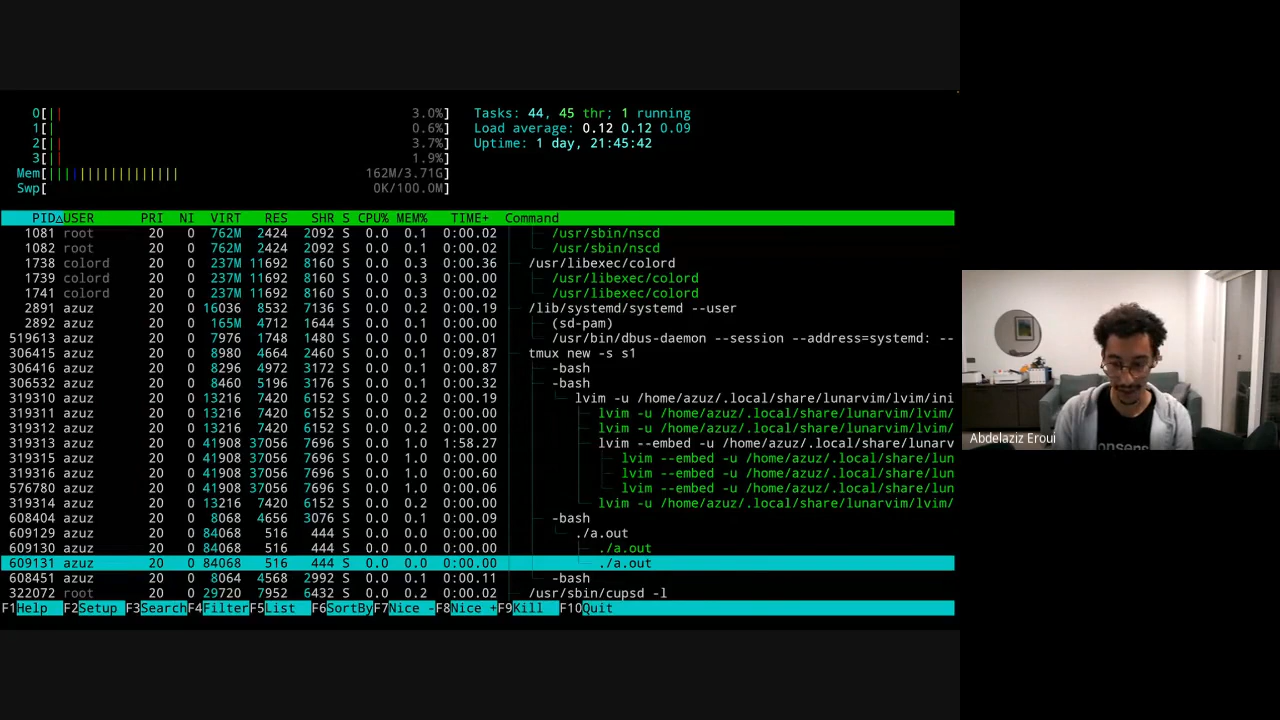 0[|| 3.0%] Tasks: 44, 45 thr; 1 running
1[| 0.6%] Load average: 0.12 0.12 0.09
2[|| 3.7%] Uptime: 1 day, 21:45:42
3[|| 1.9%]
Mem[||||||||||||||||| 162M/3.71G]
Swp[ 0K/100.0M]
PID△USER PRI NI VIRT RES SHR S CPU% MEM% TIME+ Command
1081 root 20 0 762M 2424 2092 S 0.0 0.1 0:00.02 /usr/sbin/nscd
1082 root 20 0 762M 2424 2092 S 0.0 0.1 0:00.02 /usr/sbin/nscd
1738 colord 20 0 237M 11692 8160 S 0.0 0.3 0:00.36 /usr/libexec/colord
1739 colord 20 0 237M 11692 8160 S 0.0 0.3 0:00.00 /usr/libexec/colord
1741 colord 20 0 237M 11692 8160 S 0.0 0.3 0:00.02 /usr/libexec/colord
2891 azuz 20 0 16036 8532 7136 S 0.0 0.2 0:00.19 /lib/systemd/systemd --user
2892 azuz 20 0 165M 4712 1644 S 0.0 0.1 0:00.00 (sd-pam)
519613 azuz 20 0 7976 1748 1480 S 0.0 0.0 0:00.01 /usr/bin/dbus-daemon --session --address=systemd: --
306415 azuz 20 0 8980 4664 2460 S 0.0 0.1 0:09.87 tmux new -s s1
306416 azuz 20 0 8296 4972 3172 S 0.0 0.1 0:00.87 -bash
306532 azuz 20 0 8460 5196 3176 S 0.0 0.1 0:00.32 -bash
319310 azuz 20 0 13216 7420 6152 S 0.0 0.2 0:00.19 lvim -u /home/azuz/.local/share/lunarvim/lvim/ini
319311 azuz 20 0 13216 7420 6152 S 0.0 0.2 0:00.00 lvim -u /home/azuz/.local/share/lunarvim/lvim/
319312 azuz 20 0 13216 7420 6152 S 0.0 0.2 0:00.00 lvim -u /home/azuz/.local/share/lunarvim/lvim/
319313 azuz 20 0 41908 37056 7696 S 0.0 1.0 1:58.27 lvim --embed -u /home/azuz/.local/share/lunarv
319315 azuz 20 0 41908 37056 7696 S 0.0 1.0 0:00.00 lvim --embed -u /home/azuz/.local/share/lun
319316 azuz 20 0 41908 37056 7696 S 0.0 1.0 0:00.60 lvim --embed -u /home/azuz/.local/share/lun
576780 azuz 20 0 41908 37056 7696 S 0.0 1.0 0:00.06 lvim --embed -u /home/azuz/.local/share/lun
319314 azuz 20 0 13216 7420 6152 S 0.0 0.2 0:00.00 lvim -u /home/azuz/.local/share/lunarvim/lvim/
608404 azuz 20 0 8068 4656 3076 S 0.0 0.1 0:00.09 -bash
609129 azuz 20 0 84068 516 444 S 0.0 0.0 0:00.00 ./a.out
609130 azuz 20 0 84068 516 444 S 0.0 0.0 0:00.00 ./a.out
609131 azuz 20 0 84068 516 444 S 0.0 0.0 0:00.00 ./a.out
608451 azuz 20 0 8064 4568 2992 S 0.0 0.1 0:00.11 -bash
322072 root 20 0 29720 7952 6432 S 0.0 0.2 0:00.02 /usr/sbin/cupsd -l
F1Help F2Setup F3SearchF4FilterF5List F6SortByF7Nice -F8Nice +F9Kill F10Quit
Abdelaziz Eroui
onsens